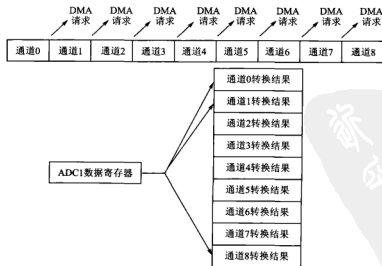 DMA DMA DMA DMA DMA DMA DMA DMA
请求 请求 请求 请求 请求 请求 请求 请求
通道0 通道1 通道2 通道3 通道4 通道5 通道6 通道7 通道8
通道0转换结果
通道1转换结果
通道2转换结果
通道3转换结果
ADC1数据寄存器
通道4转换结果
通道5转换结果
通道6转换结果
通道7转换结果
通道8转换结果